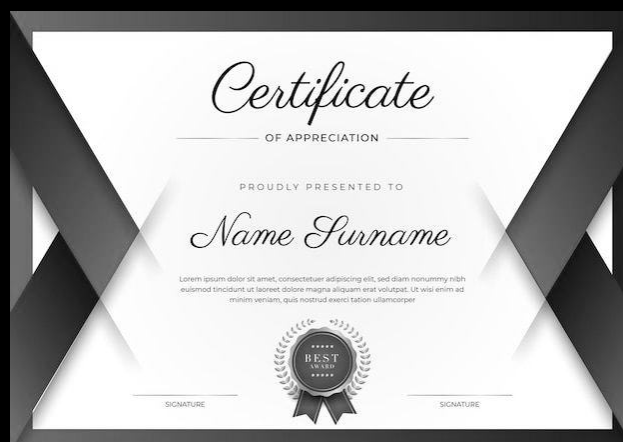 Certificate
OF APPRECIATION
PROUDLY PRESENTED TO
Name Surname
Lorem ipsum dolor sit amet, consectetuer adipiscing elit, sed diam nonummy nibh
euismod tincidunt ut laoreet dolore magna aliquam erat volutpat. Ut wisi enim ad
minim veniam, quis nostrud exerci tation ullamcorper
BEST
AWARD
SIGNATURE
SIGNATURE